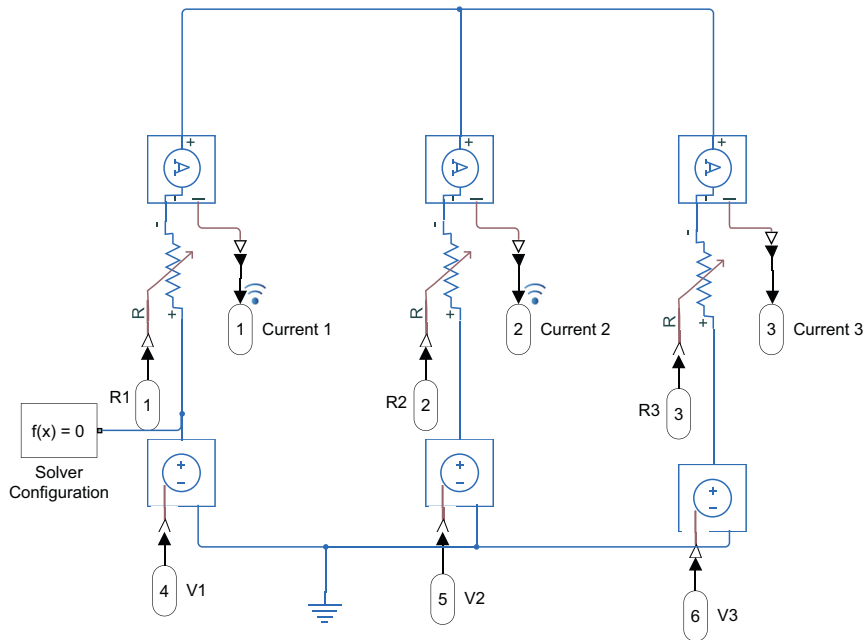 +
+
+
A
A
A
-
-
-
R
R
R
+
+
+
1
Current 1
2
Current 2
3
Current 3
R1
1
R2
2
R3
3
f(x) = 0
Solver
Configuration
+
-
+
-
+
-
4
V1
5
V2
6
V3